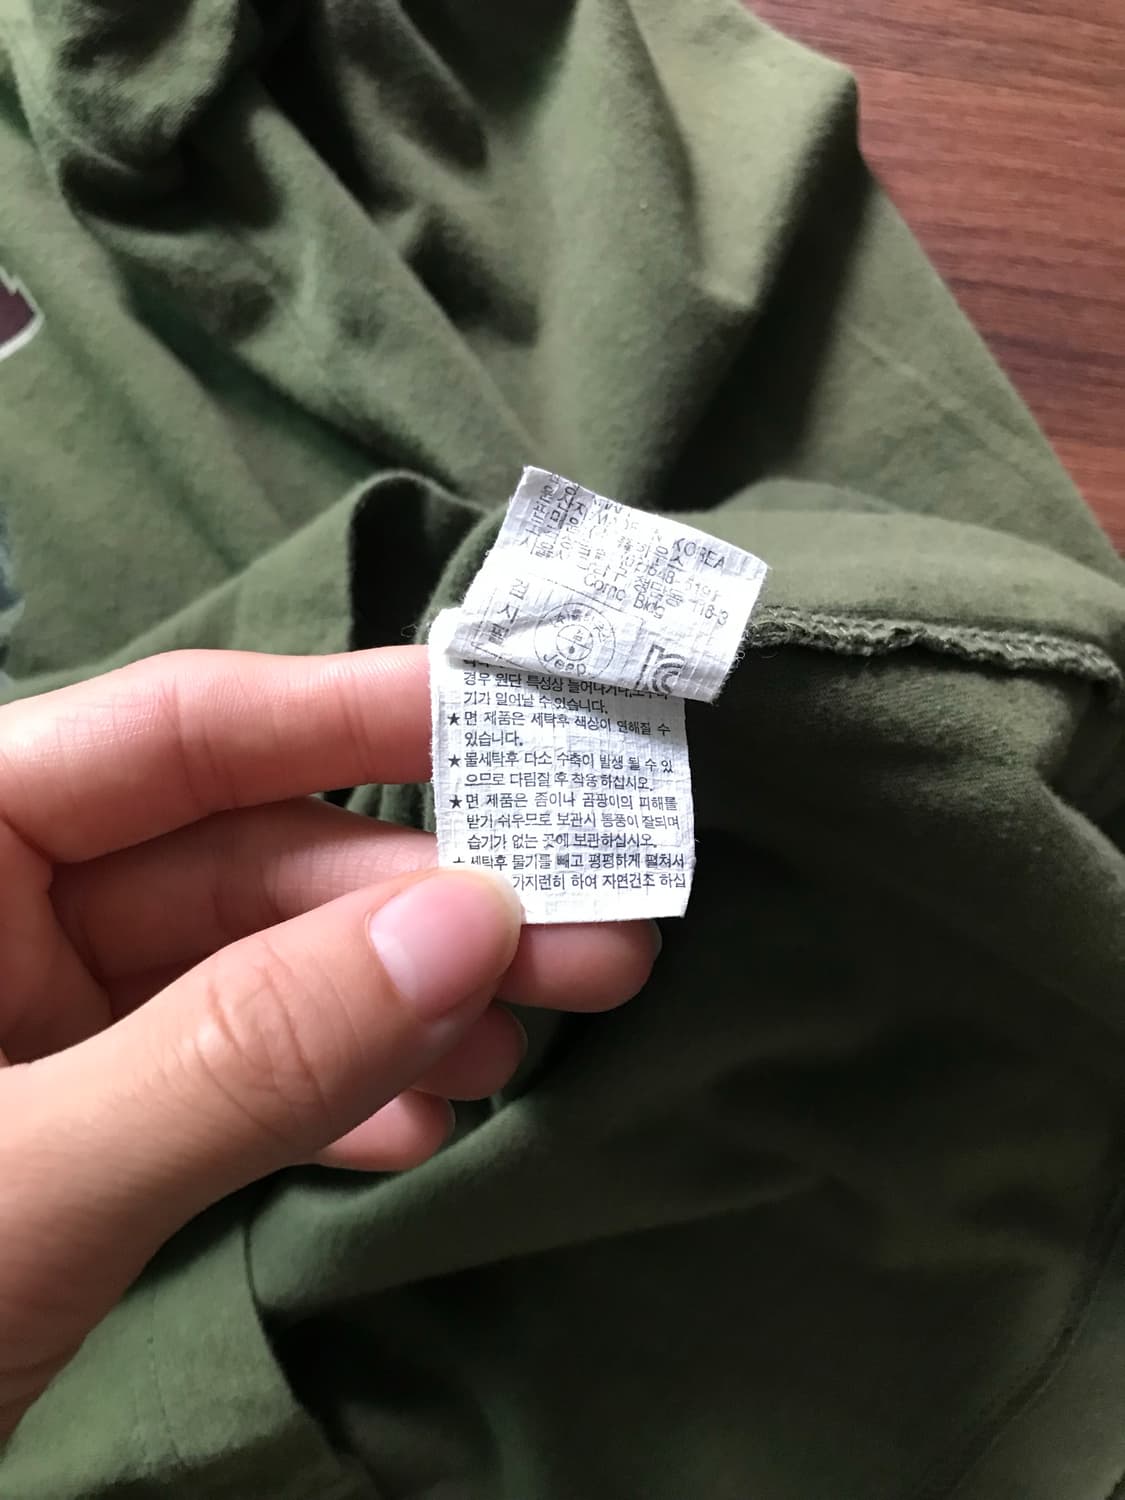 KOREA
118-3
Como Bldg
검 지 필
Jeep
경우 원단 특성상 늘어나거나
기가 일어날 수 있습니다.
★ 면 제품은 세탁후 색상이 연해질 수
있습니다.
★ 물세탁후 다소 수축이 발생 될 수 있
으므로 다림질 후 착용 하십시오.
★ 면 제품은 좀이나 곰팡이의 피해를
받기 쉬우므로 보관시 통풍이 잘되며
습기가 없는 곳에 보관하십시오.
★ 세탁후 물기를 빼고 평평하게 펼쳐서
가지런히 하여 자연건조 하십